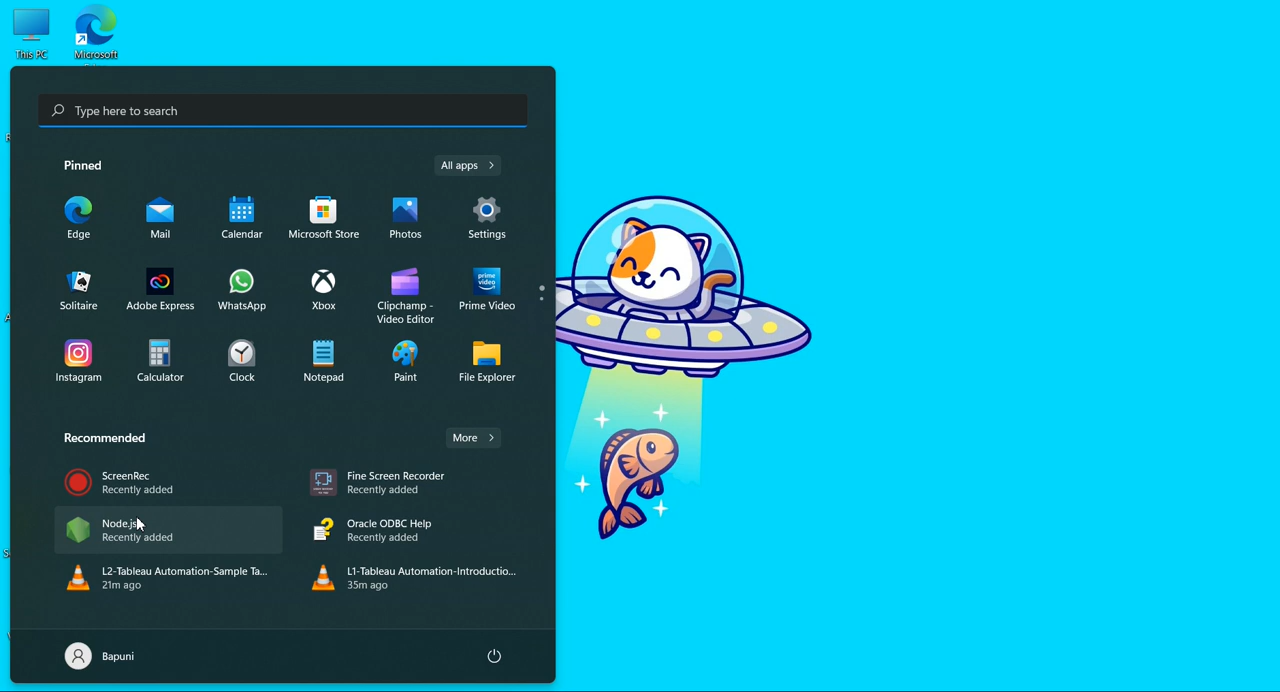 This PC
Microsoft
Type here to search
Pinned
All apps
Edge
Mail
Calendar
Microsoft Store
Photos
Settings
Solitaire
Adobe Express
WhatsApp
Xbox
Clipchamp -
Video Editor
prime
video
Prime Video
Instagram
Calculator
Clock
Notepad
Paint
File Explorer
Recommended
More
ScreenRec
Recently added
Fine Screen Recorder
Recently added
Node.js
Recently added
Oracle ODBC Help
Recently added
L2-Tableau Automation-Sample Ta...
21m ago
L1-Tableau Automation-Introductio...
35m ago
Bapuni